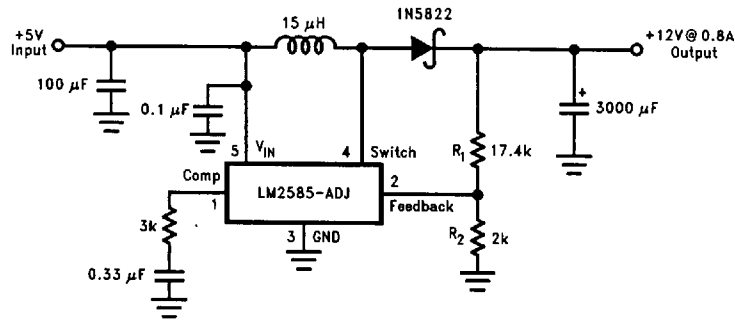 1N5822
+5V
Input
15 μH
+12V@ 0.8A
Output
100 μF
0.1 μF
+
3000 μF
5
VIN
4
Switch
R1
17.4k
Comp
1
LM2585-ADJ
2
Feedback
3k
3
GND
R2
2k
0.33 μF